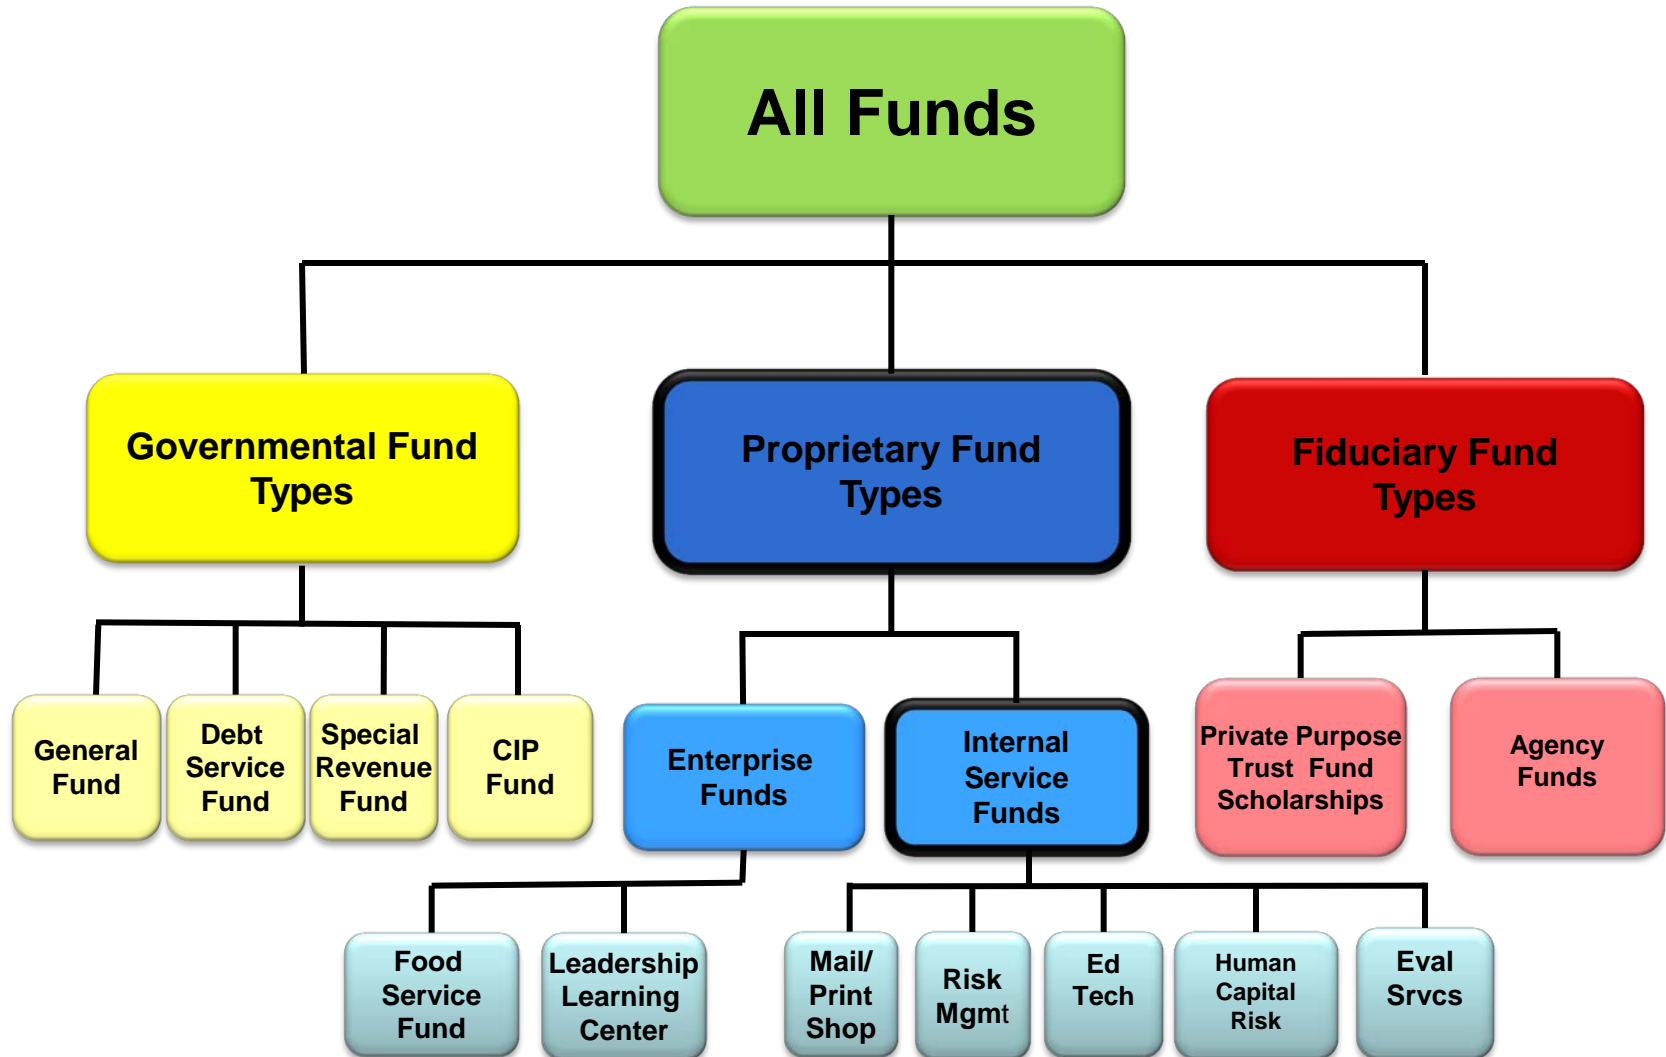 All Funds
Governmental Fund
Types
Proprietary Fund
Types
Fiduciary Fund
Types
General
Fund
Debt
Service
Fund
Special
Revenue
Fund
CIP
Fund
Enterprise
Funds
Internal
Service
Funds
Private Purpose
Trust Fund
Scholarships
Agency
Funds
Food
Service
Fund
Leadership
Learning
Center
Mail/
Print
Shop
Risk
Mgmt
Ed
Tech
Human
Capital
Risk
Eval
Srvcs